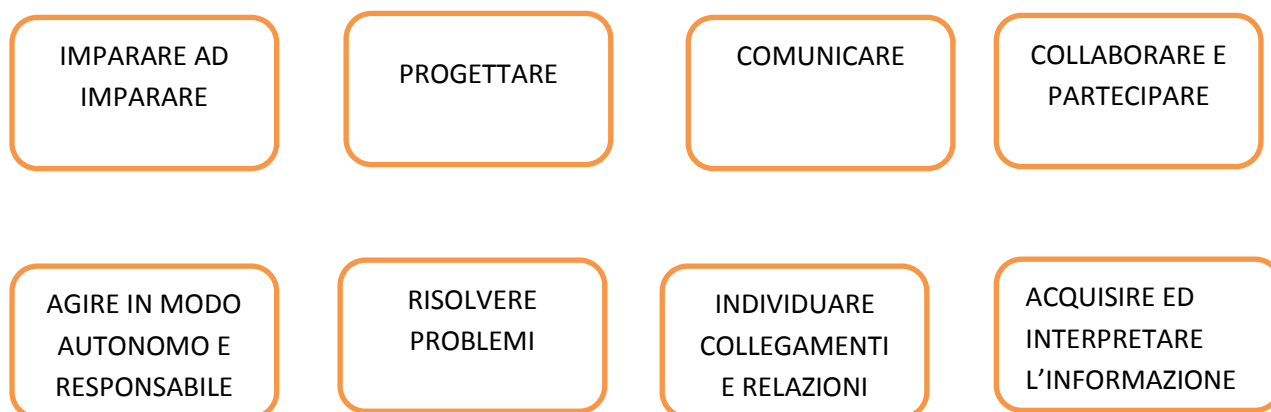 IMPARARE AD
IMPARARE
PROGETTARE
COMUNICARE
COLLABORARE E
PARTECIPARE
AGIRE IN MODO
AUTONOMO E
RESPONSABILE
RISOLVERE
PROBLEMI
INDIVIDUARE
COLLEGAMENTI
E RELAZIONI
ACQUISIRE ED
INTERPRETARE
L’INFORMAZIONE